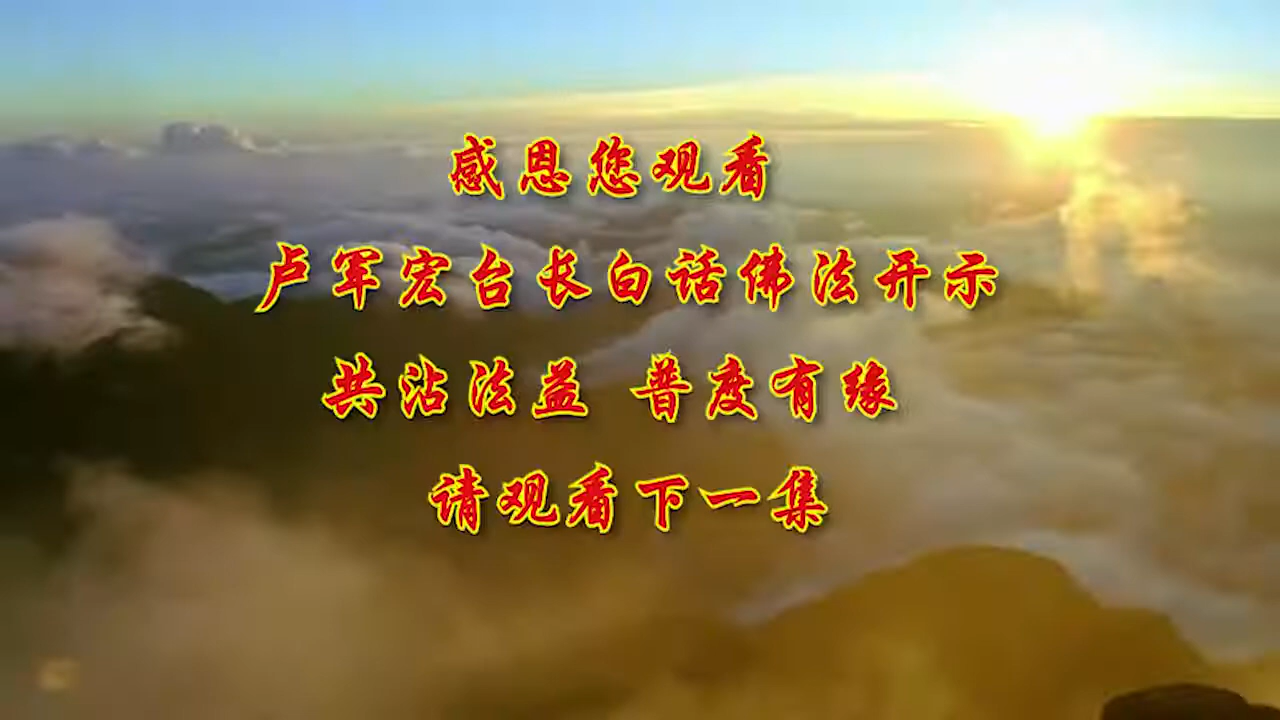 感恩您观看
卢军宏台长白话佛法开示
共沾法益 普度有缘
请观看下一集